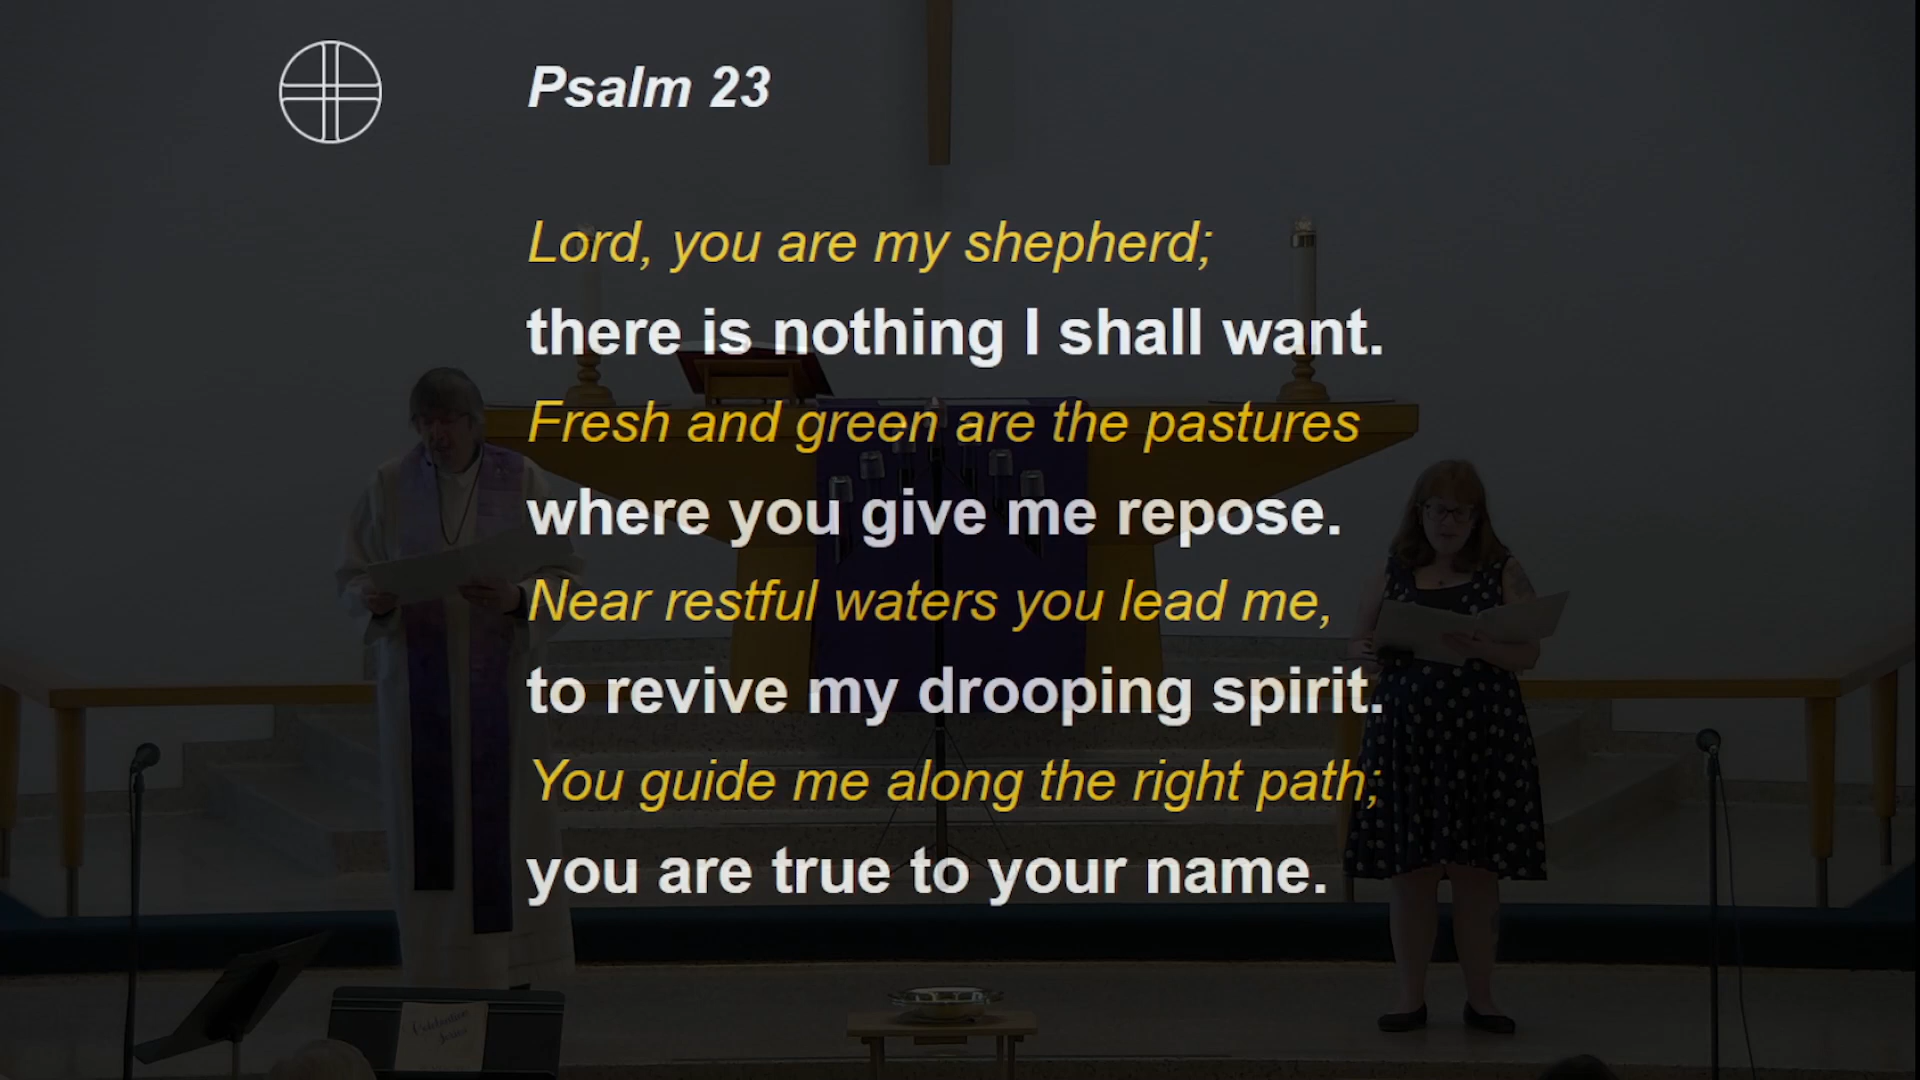 Psalm 23
Lord, you are my shepherd;
there is nothing I shall want.
Fresh and green are the pastures
where you give me repose.
Near restful waters you lead me,
to revive my drooping spirit.
You guide me along the right path;
you are true to your name.
Celebration